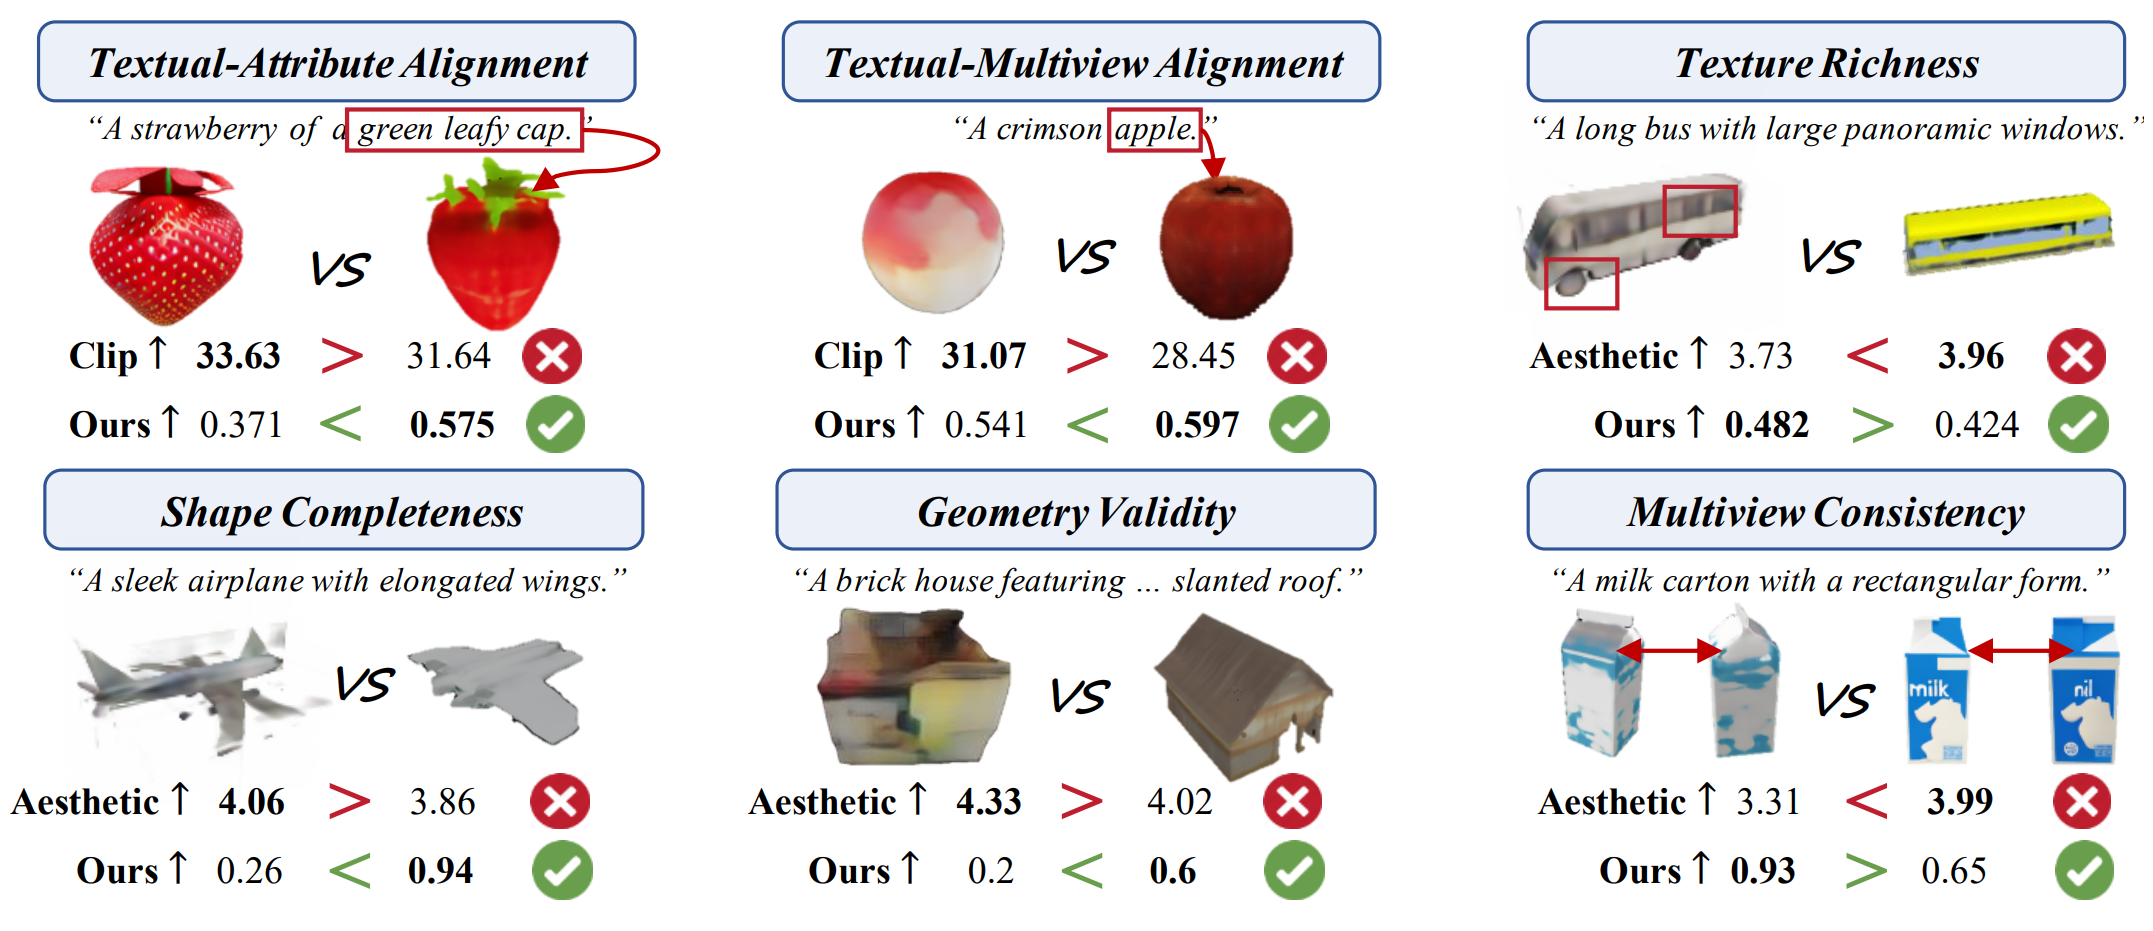 Textual-Attribute Alignment
“A strawberry of a green leafy cap.”
VS
Clip ↑ 33.63 > 31.64
Ours ↑ 0.371 < 0.575
Textual-Multiview Alignment
“A crimson apple.”
VS
Clip ↑ 31.07 > 28.45
Ours ↑ 0.541 < 0.597
Texture Richness
“A long bus with large panoramic windows.”
VS
Aesthetic ↑ 3.73 < 3.96
Ours ↑ 0.482 > 0.424
Shape Completeness
“A sleek airplane with elongated wings.”
VS
Aesthetic ↑ 4.06 > 3.86
Ours ↑ 0.26 < 0.94
Geometry Validity
“A brick house featuring ... slanted roof.”
VS
Aesthetic ↑ 4.33 > 4.02
Ours ↑ 0.2 < 0.6
Multiview Consistency
“A milk carton with a rectangular form.”
VS
milk
nil
Aesthetic ↑ 3.31 < 3.99
Ours ↑ 0.93 > 0.65